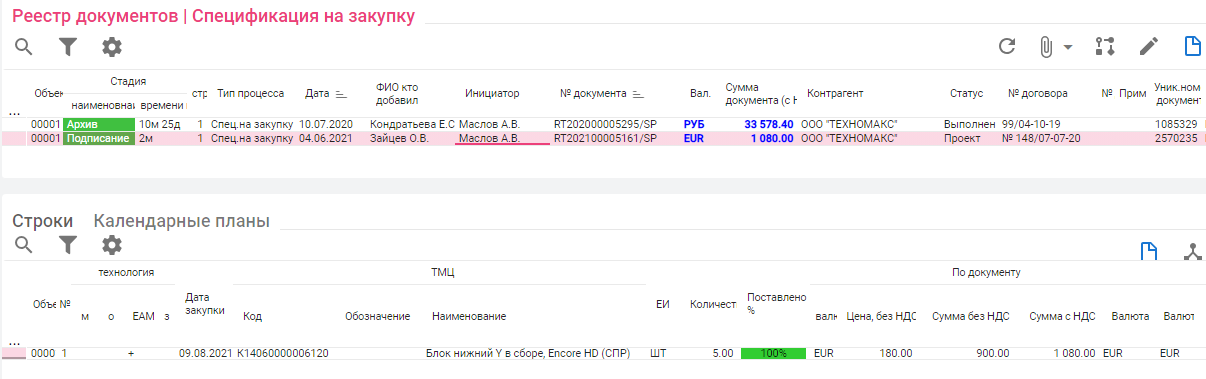 Реестр документов | Спецификация на закупку
Стадия
Объек наименован времени стр Тип процесса Дата ФИО кто добавил Инициатор № документа Вал. Сумма документа (с Н Контрагент Статус № договора № Прим Уник.ном документ
...
00001 Архив 10м 25д 1 Спец.на закупку 10.07.2020 Кондратьева Е.С Маслов А.В. RT202000005295/SP РУБ 33 578.40 ООО "ТЕХНОМАКС" Выполнен 99/04-10-19 1085329
00001 Подписание 2м 1 Спец.на закупку 04.06.2021 Зайцев О.В. Маслов А.В. RT202100005161/SP EUR 1 080.00 ООО "ТЕХНОМАКС" Проект № 148/07-07-20 2570235
Строки Календарные планы
технология ТМЦ По документу
Объе № м о ЕАМ з Дата закупки Код Обозначение Наименование ЕИ Количест Поставлено % валю Цена, без НДС Сумма без НДС Сумма с НДС Валюта Валют
...
0000 1 + 09.08.2021 К14060000006120 Блок нижний Y в сборе, Encore HD (СПР) ШТ 5.00 100% EUR 180.00 900.00 1 080.00 EUR EUR